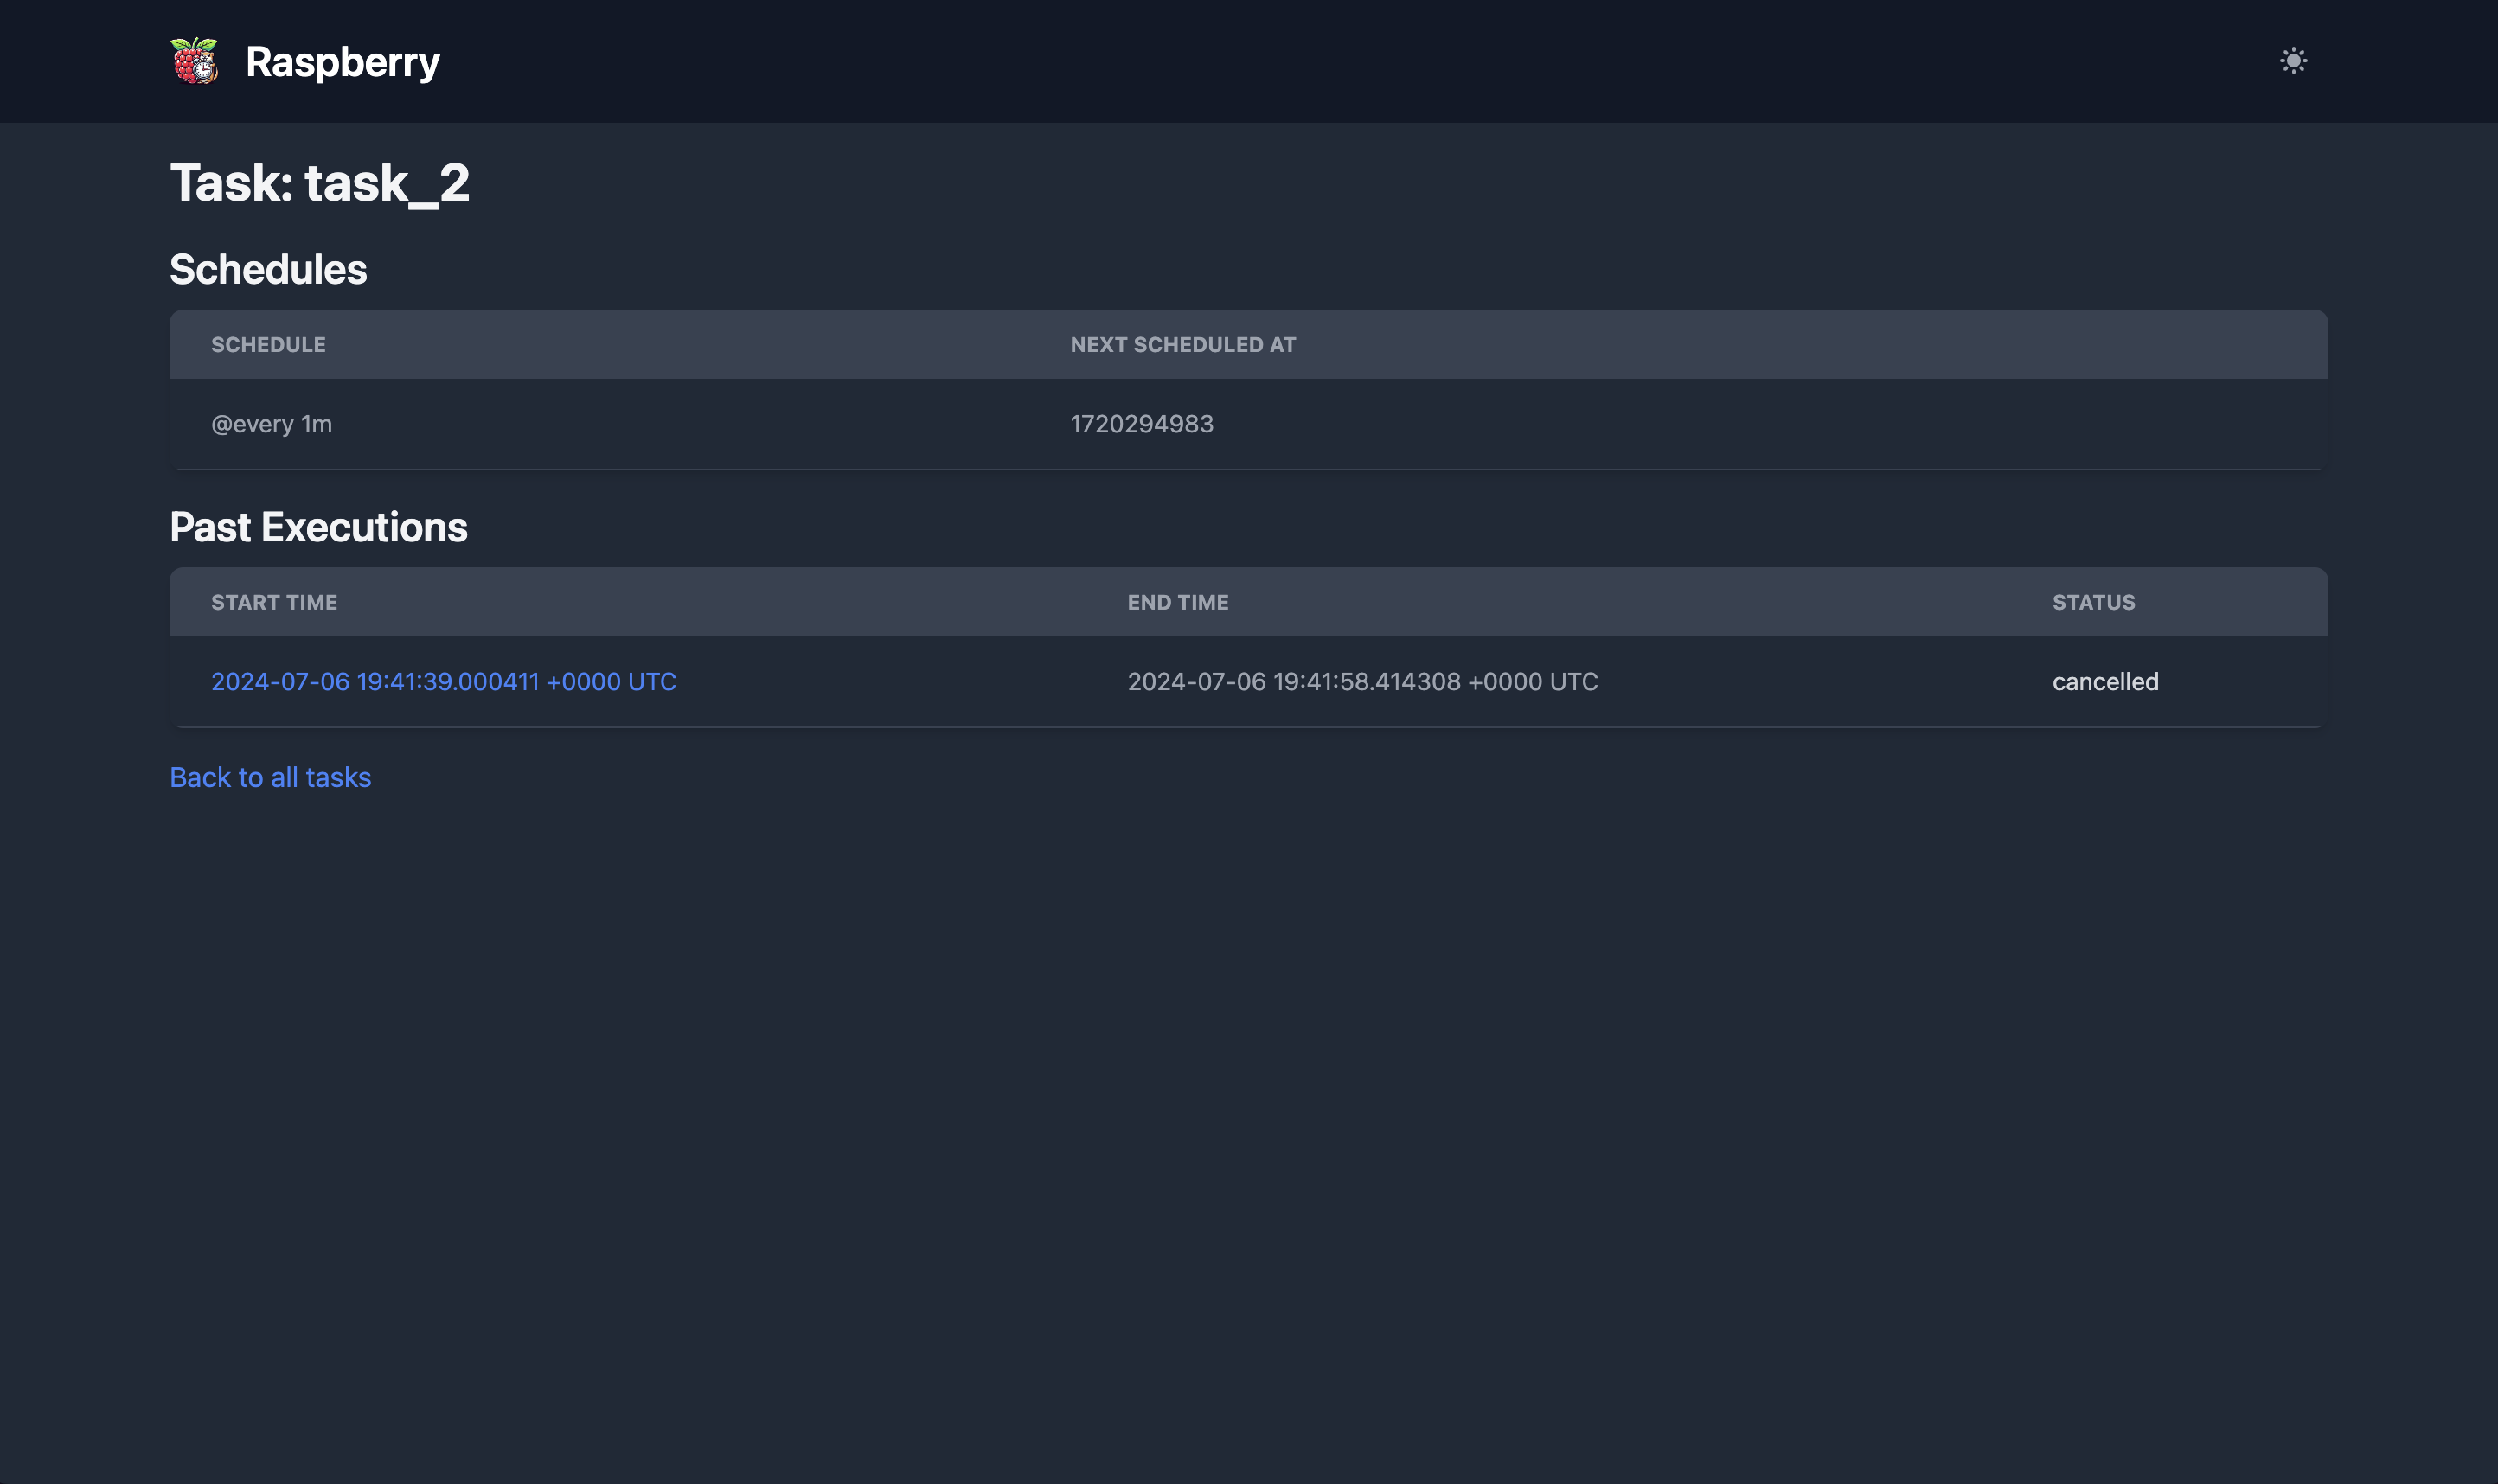 Raspberry
Task: task_2
Schedules
SCHEDULE NEXT SCHEDULED AT
@every 1m 1720294983
Past Executions
START TIME END TIME STATUS
2024-07-06 19:41:39.000411 +0000 UTC 2024-07-06 19:41:58.414308 +0000 UTC cancelled
Back to all tasks